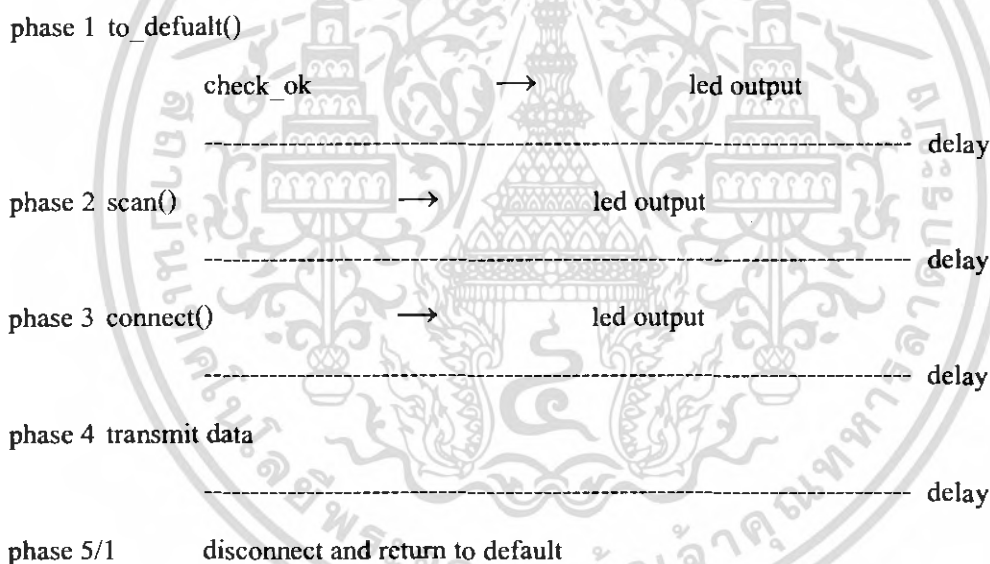 phase 1 to_defualt()
check_ok → led output
---------- delay
phase 2 scan() → led output
---------- delay
phase 3 connect() → led output
---------- delay
phase 4 transmit data
---------- delay
phase 5/1 disconnect and return to default